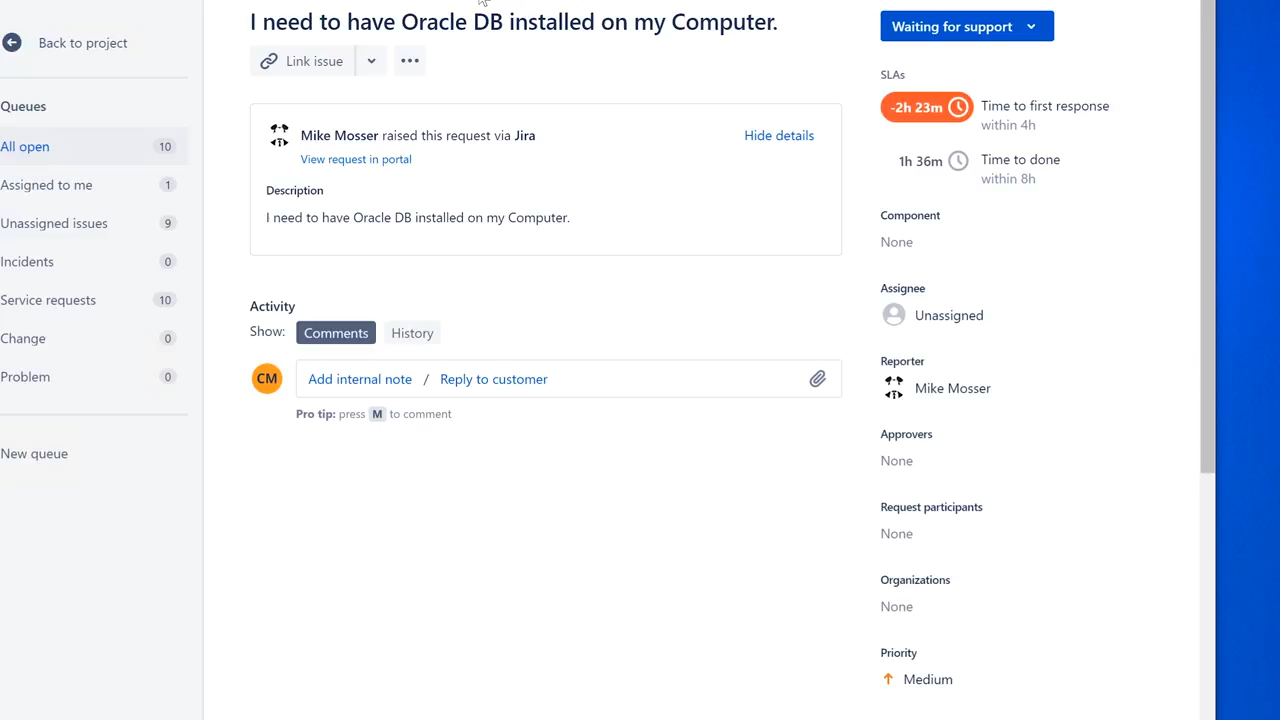 I need to have Oracle DB installed on my Computer.
Waiting for support
Back to project
Link issue
SLAs
-2h 23m
Time to first response
within 4h
Queues
Mike Mosser raised this request via Jira
Hide details
View request in portal
All open 10
1h 36m
Time to done
within 8h
Assigned to me 1
Description
I need to have Oracle DB installed on my Computer.
Component
None
Unassigned issues 9
Incidents 0
Service requests 10
Change 0
Problem 0
New queue
Activity
Show: Comments History
CM
Add internal note / Reply to customer
Pro tip: press M to comment
Assignee
Unassigned
Reporter
Mike Mosser
Approvers
None
Request participants
None
Organizations
None
Priority
Medium